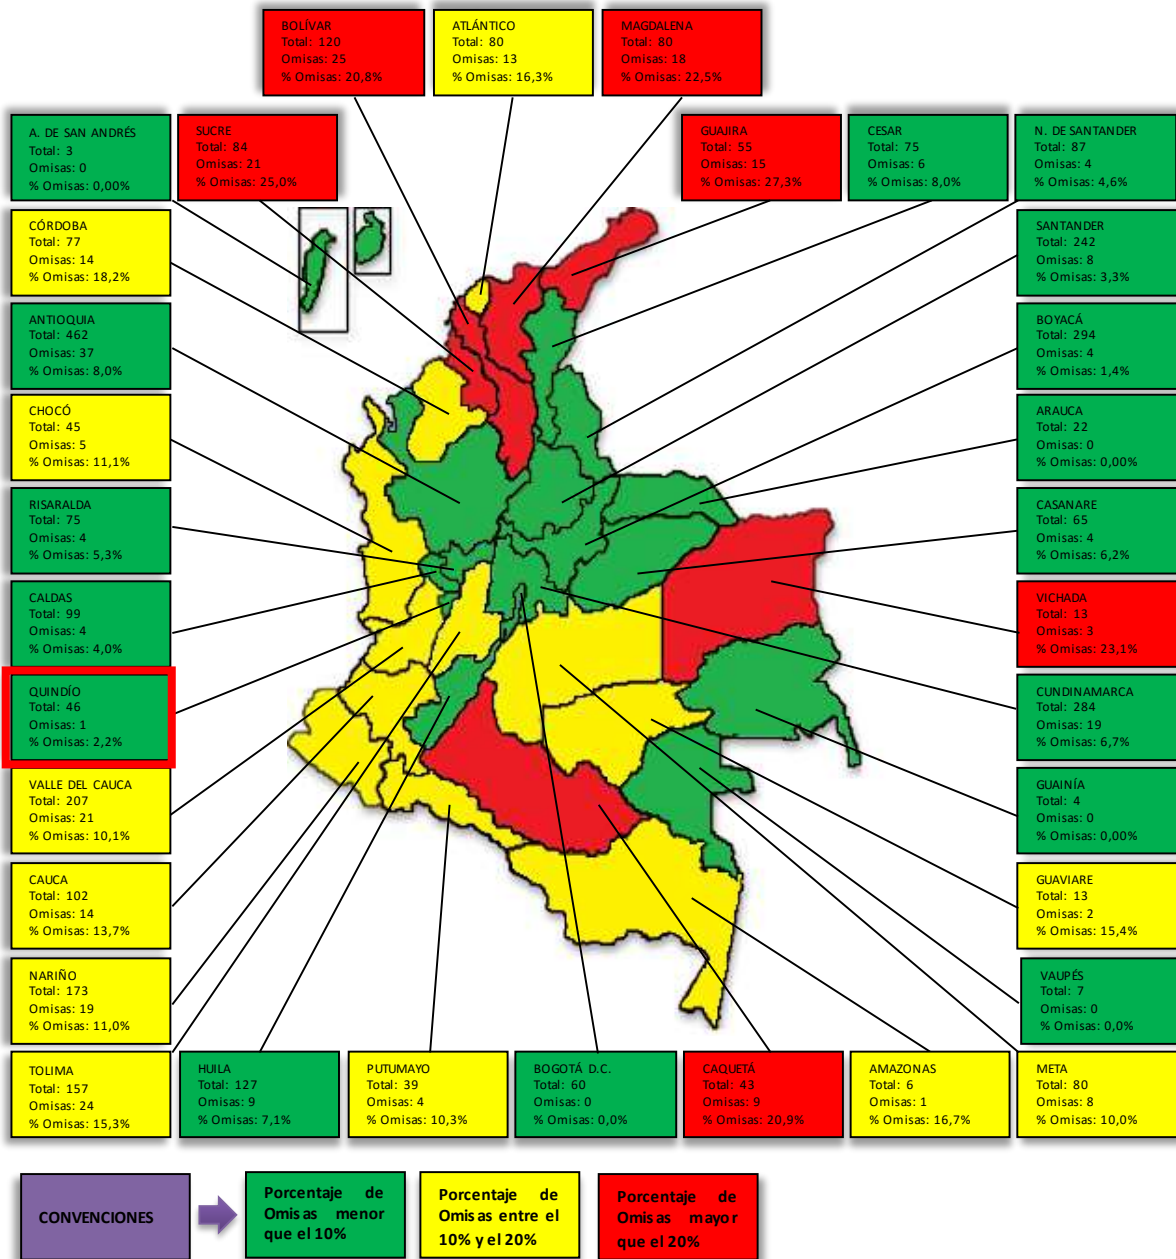 BOLÍVAR
Total: 120
Omisas: 25
% Omisas: 20,8%
ATLÁNTICO
Total: 80
Omisas: 13
% Omisas: 16,3%
MAGDALENA
Total: 80
Omisas: 18
% Omisas: 22,5%
A. DE SAN ANDRÉS
Total: 3
Omisas: 0
% Omisas: 0,00%
SUCRE
Total: 84
Omisas: 21
% Omisas: 25,0%
GUAJIRA
Total: 55
Omisas: 15
% Omisas: 27,3%
CESAR
Total: 75
Omisas: 6
% Omisas: 8,0%
N. DE SANTANDER
Total: 87
Omisas: 4
% Omisas: 4,6%
CÓRDOBA
Total: 77
Omisas: 14
% Omisas: 18,2%
SANTANDER
Total: 242
Omisas: 8
% Omisas: 3,3%
ANTIOQUIA
Total: 462
Omisas: 37
% Omisas: 8,0%
BOYACÁ
Total: 294
Omisas: 4
% Omisas: 1,4%
CHOCÓ
Total: 45
Omisas: 5
% Omisas: 11,1%
ARAUCA
Total: 22
Omisas: 0
% Omisas: 0,00%
RISARALDA
Total: 75
Omisas: 4
% Omisas: 5,3%
CASANARE
Total: 65
Omisas: 4
% Omisas: 6,2%
CALDAS
Total: 99
Omisas: 4
% Omisas: 4,0%
VICHADA
Total: 13
Omisas: 3
% Omisas: 23,1%
QUINDÍO
Total: 46
Omisas: 1
% Omisas: 2,2%
CUNDINAMARCA
Total: 284
Omisas: 19
% Omisas: 6,7%
VALLE DEL CAUCA
Total: 207
Omisas: 21
% Omisas: 10,1%
GUAINÍA
Total: 4
Omisas: 0
% Omisas: 0,00%
CAUCA
Total: 102
Omisas: 14
% Omisas: 13,7%
GUAVIARE
Total: 13
Omisas: 2
% Omisas: 15,4%
NARIÑO
Total: 173
Omisas: 19
% Omisas: 11,0%
VAUPÉS
Total: 7
Omisas: 0
% Omisas: 0,0%
TOLIMA
Total: 157
Omisas: 24
% Omisas: 15,3%
HUILA
Total: 127
Omisas: 9
% Omisas: 7,1%
PUTUMAYO
Total: 39
Omisas: 4
% Omisas: 10,3%
BOGOTÁ D.C.
Total: 60
Omisas: 0
% Omisas: 0,0%
CAQUETÁ
Total: 43
Omisas: 9
% Omisas: 20,9%
AMAZONAS
Total: 6
Omisas: 1
% Omisas: 16,7%
META
Total: 80
Omisas: 8
% Omisas: 10,0%
CONVENCIONES
Porcentaje de
Omisas menor
que el 10%
Porcentaje de
Omisas entre el
10% y el 20%
Porcentaje de
Omisas mayor
que el 20%